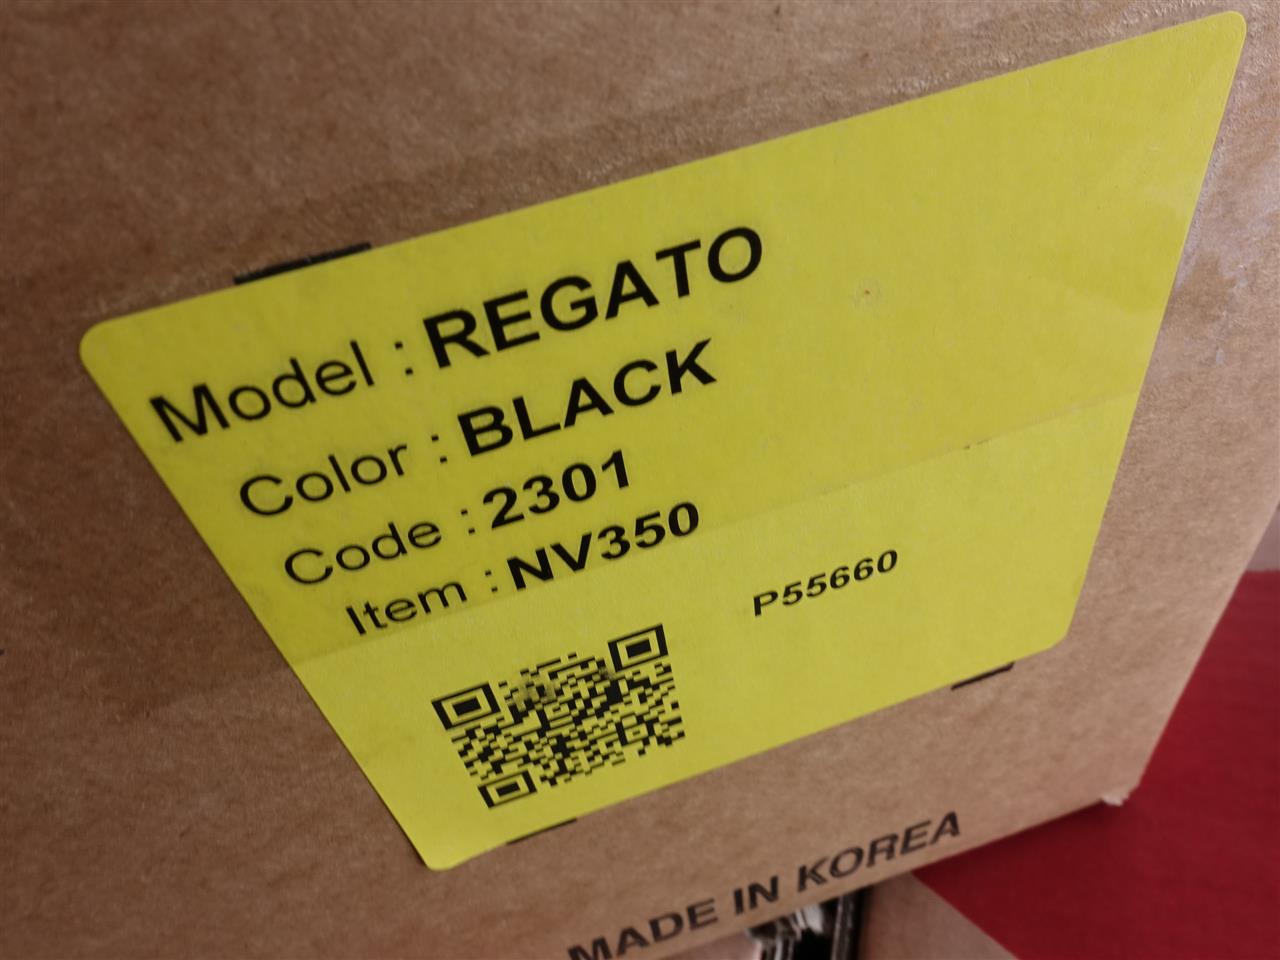 Model : REGATO
Color : BLACK
Code : 2301
Item : NV350
P55660
MADE IN KOREA